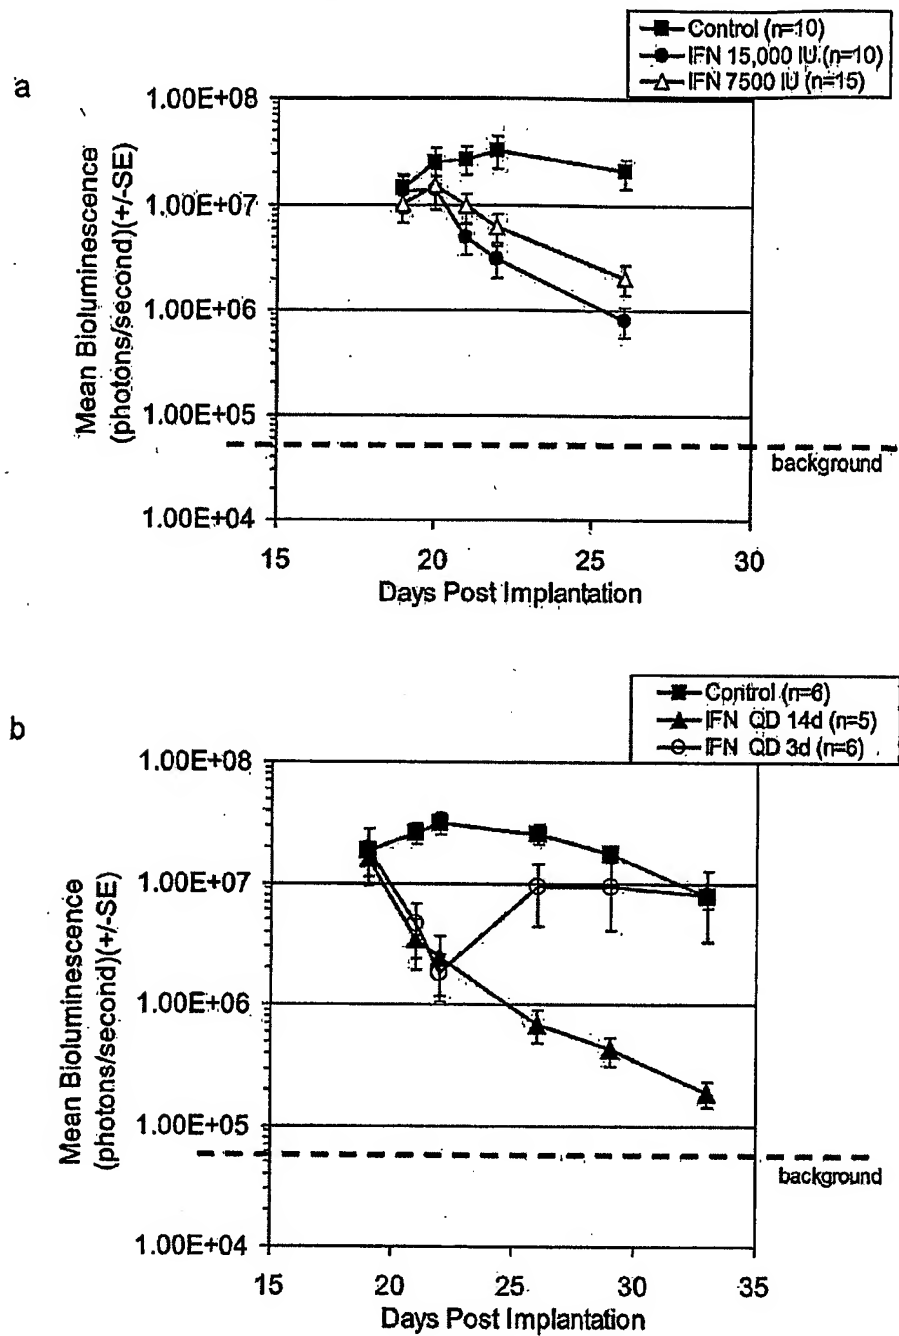 a
Control (n=10)
IFN 15,000 IU (n=10)
IFN 7500 IU (n=15)
Mean Bioluminescence
(photons/second)(+/-SE)
1.00E+08
1.00E+07
1.00E+06
1.00E+05
1.00E+04
background
15 20 25 30
Days Post Implantation
b
Control (n=6)
IFN QD 14d (n=5)
IFN QD 3d (n=6)
Mean Bioluminescence
(photons/second)(+/-SE)
1.00E+08
1.00E+07
1.00E+06
1.00E+05
1.00E+04
background
15 20 25 30 35
Days Post Implantation